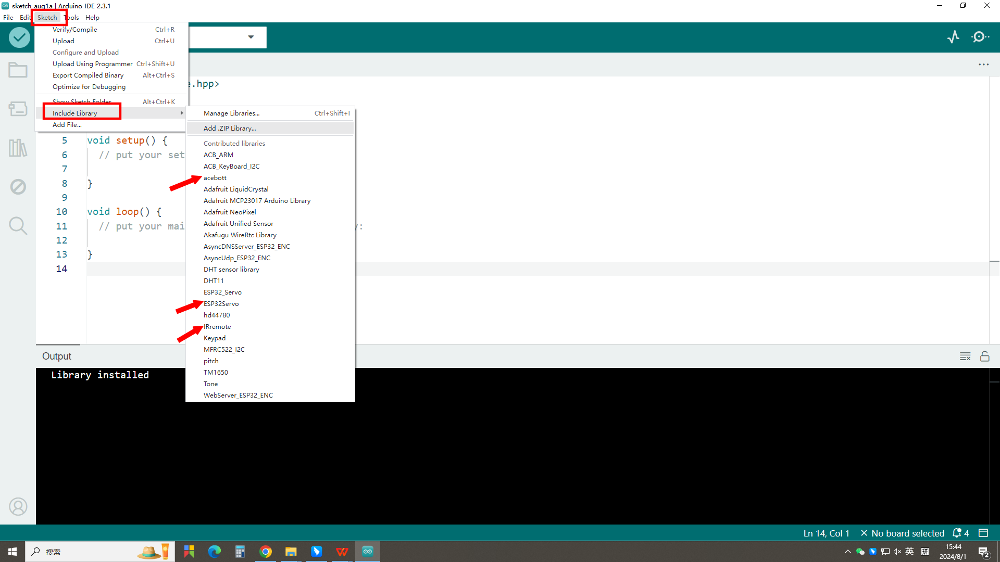 sketch_aug1a | Arduino IDE 2.3.1
File Edit Sketch Tools Help
Verify/Compile Ctrl+R
Upload Ctrl+U
Configure and Upload
Upload Using Programmer Ctrl+Shift+U
Export Compiled Binary Alt+Ctrl+S
Optimize for Debugging
Show Sketch Folder Alt+Ctrl+K
Include Library
Add File...
Manage Libraries... Ctrl+Shift+I
Add .ZIP Library...
Contributed libraries
ACB_ARM
ACB_KeyBoard_I2C
acebott
Adafruit LiquidCrystal
Adafruit MCP23017 Arduino Library
Adafruit NeoPixel
Adafruit Unified Sensor
Akafugu WireRtc Library
AsyncDNSServer_ESP32_ENC
AsyncUdp_ESP32_ENC
DHT sensor library
DHT11
ESP32_Servo
ESP32Servo
hd44780
IRremote
Keypad
MFRC522_I2C
pitch
TM1650
Tone
WebServer_ESP32_ENC
.hpp>
5 void setup() {
6 // put your set
7
8 }
9
10 void loop() {
11 // put your mai y:
12
13 }
14
Output
Library installed
Ln 14, Col 1 × No board selected 4
搜索
英 拼
15:44
2024/8/1
2